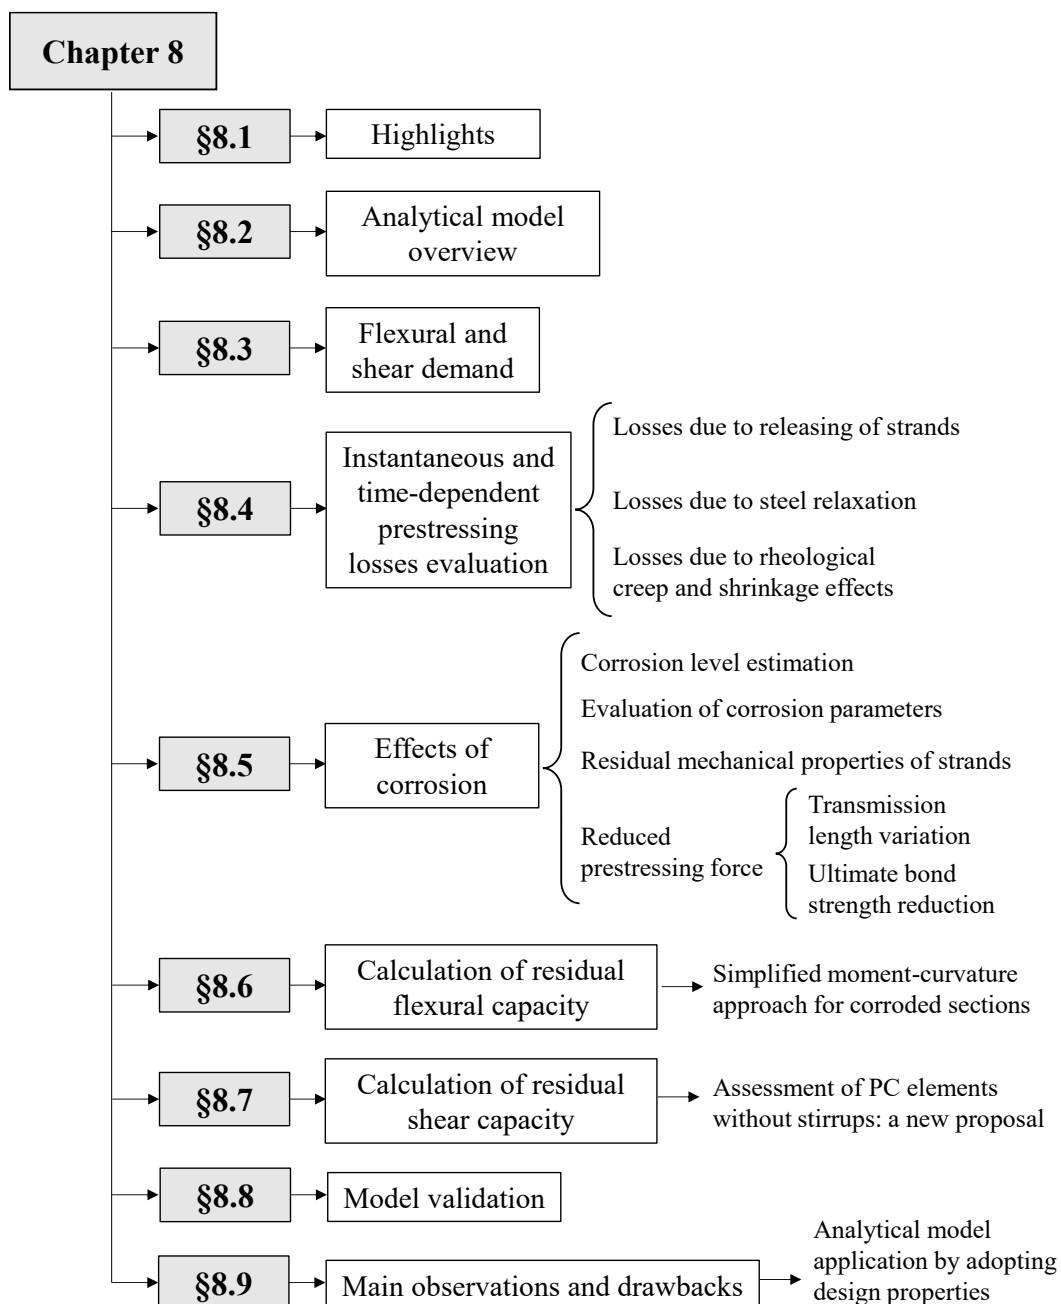 Chapter 8
§8.1
Highlights
§8.2
Analytical model
overview
§8.3
Flexural and
shear demand
§8.4
Instantaneous and
time-dependent
prestressing
losses evaluation
Losses due to releasing of strands
Losses due to steel relaxation
Losses due to rheological
creep and shrinkage effects
§8.5
Effects of
corrosion
Corrosion level estimation
Evaluation of corrosion parameters
Residual mechanical properties of strands
Reduced
prestressing force
Transmission
length variation
Ultimate bond
strength reduction
§8.6
Calculation of residual
flexural capacity
Simplified moment-curvature
approach for corroded sections
§8.7
Calculation of residual
shear capacity
Assessment of PC elements
without stirrups: a new proposal
§8.8
Model validation
§8.9
Main observations and drawbacks
Analytical model
application by adopting
design properties